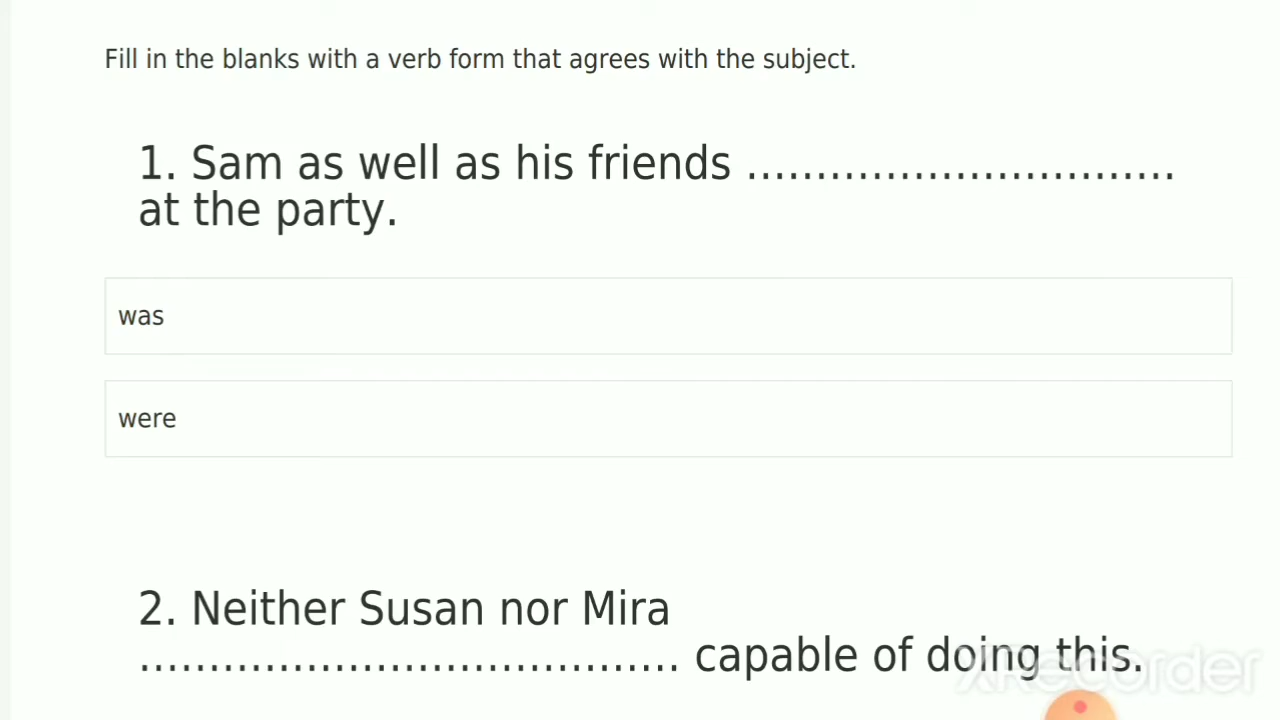 Fill in the blanks with a verb form that agrees with the subject.
1. Sam as well as his friends ...............................
at the party.
was
were
2. Neither Susan nor Mira
....................................... capable of doing this.
XRecorder